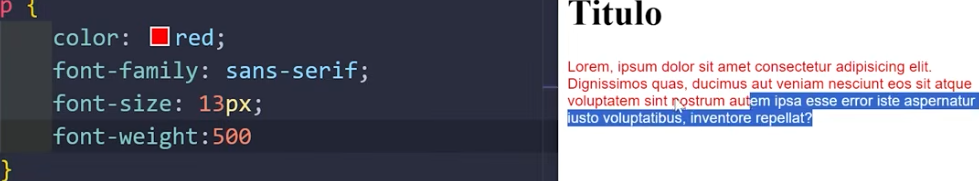 p {
color: red;
font-family: sans-serif;
font-size: 13px;
font-weight:500
}
Titulo
Lorem, ipsum dolor sit amet consectetur adipisicing elit.
Dignissimos quas, ducimus aut veniam nesciunt eos sit atque
voluptatem sint nostrum autem ipsa esse error iste aspernatur
iusto voluptatibus, inventore repellat?